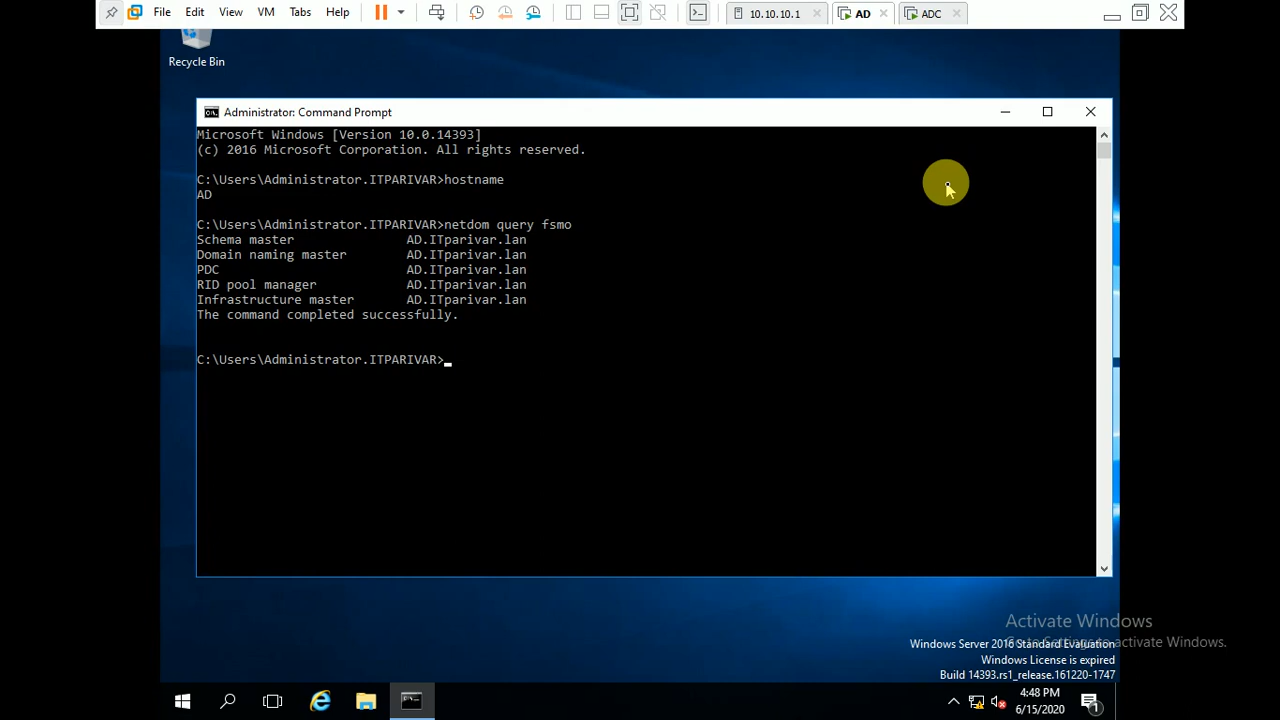 File Edit View VM Tabs Help 10.10.10.1 AD ADC
Recycle Bin
Administrator: Command Prompt
Microsoft Windows [Version 10.0.14393]
(c) 2016 Microsoft Corporation. All rights reserved.
C:\Users\Administrator.ITPARIVAR>hostname
AD
C:\Users\Administrator.ITPARIVAR>netdom query fsmo
Schema master AD.ITparivar.lan
Domain naming master AD.ITparivar.lan
PDC AD.ITparivar.lan
RID pool manager AD.ITparivar.lan
Infrastructure master AD.ITparivar.lan
The command completed successfully.
C:\Users\Administrator.ITPARIVAR>
Activate Windows
Go to Settings to activate Windows.
Windows Server 2016 Standard Evaluation
Windows License is expired
Build 14393.rs1_release.161220-1747
4:48 PM
6/15/2020
1